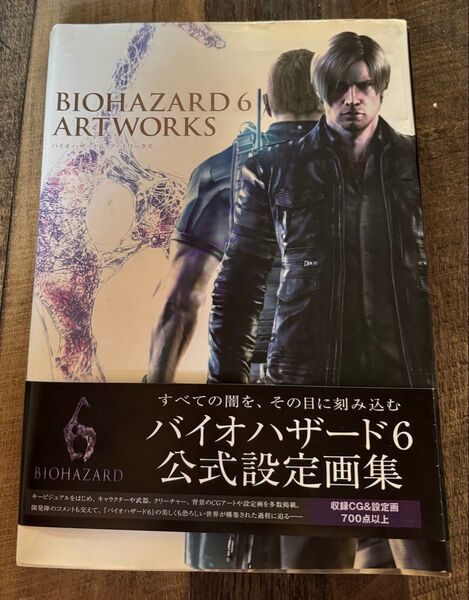 BIOHAZARD 6
ARTWORKS
バイオハザード6 アートワークス
すべての闇を、その目に刻み込む
バイオハザード6
公式設定画集
BIOHAZARD
キービジュアルをはじめ、キャラクターや武器、クリーチャー、背景のCGアートや設定画を多数掲載。
開発陣のコメントも交えて、『バイオハザード6』の美しくも恐ろしい世界が構築された過程に迫る——
収録CG&設定画
700点以上